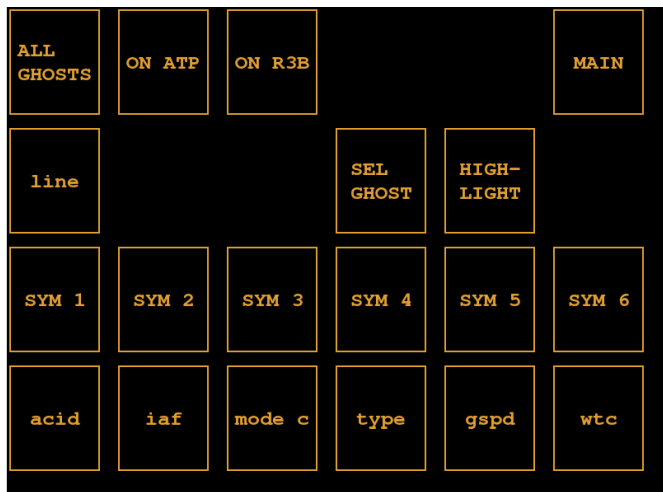 ALL
GHOSTS
ON ATP
ON R3B
MAIN
line
SEL
GHOST
HIGH-
LIGHT
SYM 1
SYM 2
SYM 3
SYM 4
SYM 5
SYM 6
acid
iaf
mode c
type
gspd
wtc